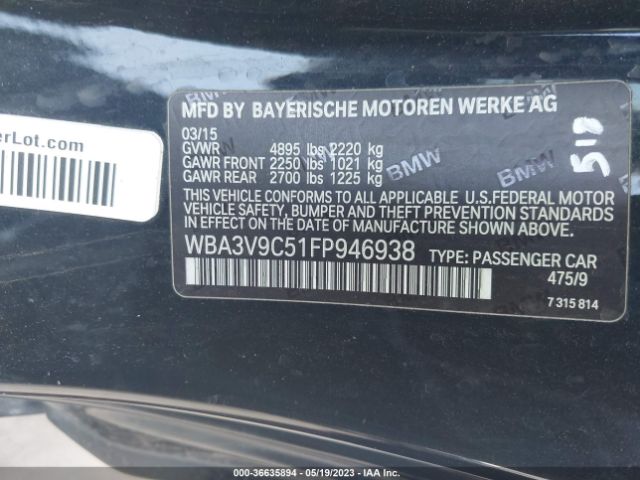 erLot.com
MFD BY BAYERISCHE MOTOREN WERKE AG
03/15
GVWR 4895 lbs 2220 kg
GAWR FRONT 2250 lbs 1021 kg
GAWR REAR 2700 lbs 1225 kg
BMW
510
THIS VEHICLE CONFORMS TO ALL APPLICABLE U.S.FEDERAL MOTOR
VEHICLE SAFETY, BUMPER AND THEFT PREVENTION STANDARDS
IN EFFECT ON THE DATE OF MANUFACTURE SHOWN ABOVE.
WBA3V9C51FP946938 TYPE: PASSENGER CAR
475/9
7 315 814
STOCK: 36635894 - 05/19/2023 - IAA Inc.